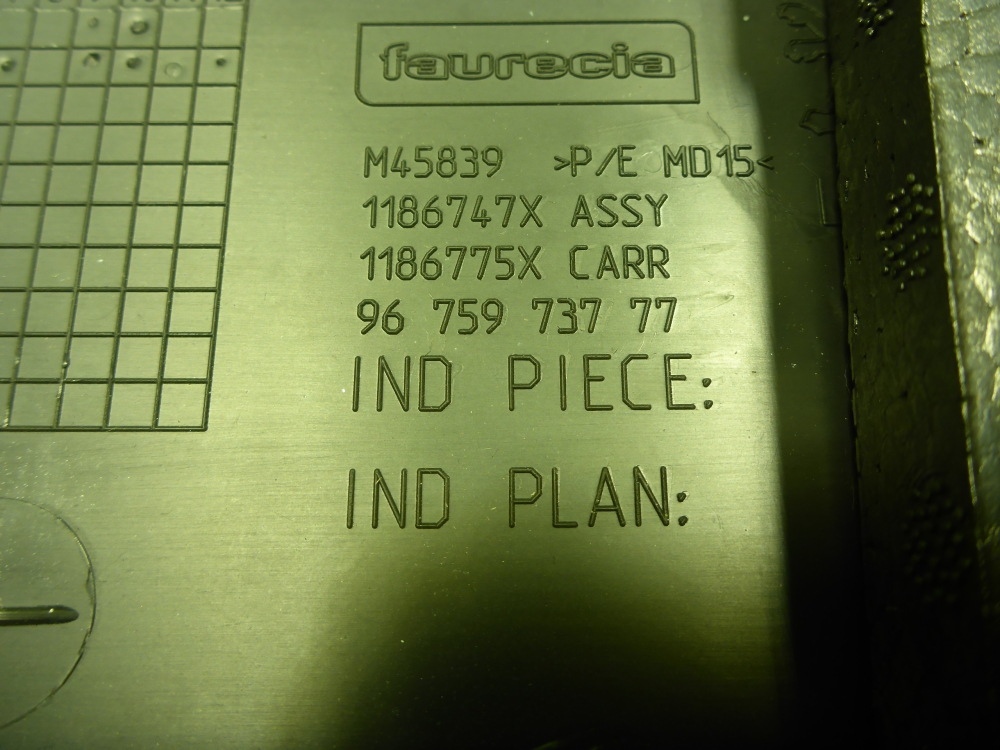 faurecia
M45839 >P/E MD15<
1186747X ASSY
1186775X CARR
96 759 737 77
IND PIECE:
IND PLAN: